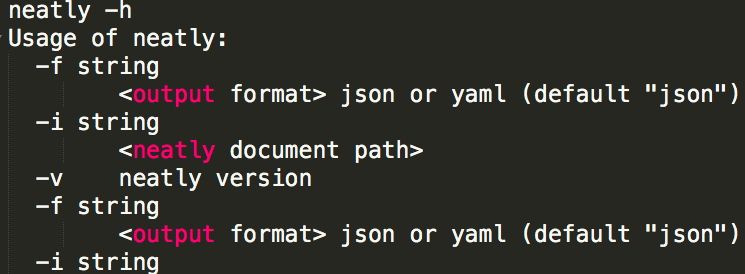 neatly -h
Usage of neatly:
-f string
<output format> json or yaml (default "json")
-i string
<neatly document path>
-v neatly version
-f string
<output format> json or yaml (default "json")
-i string